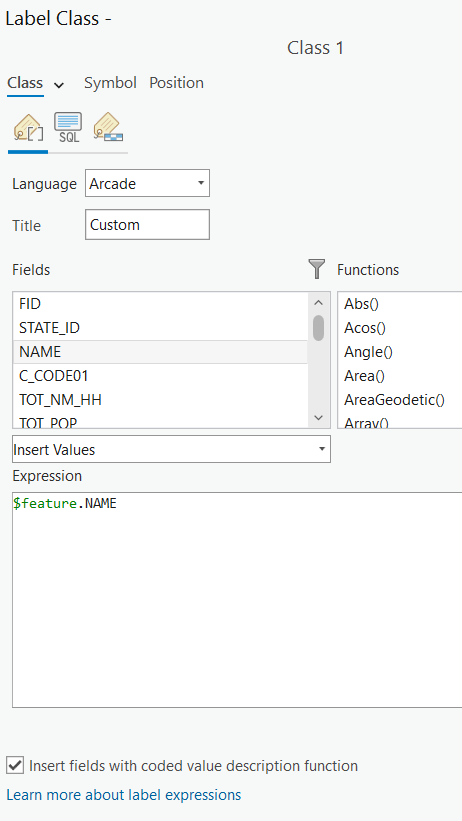 Label Class -
Class 1
Class Symbol Position
SQL
Language Arcade
Title Custom
Fields Functions
FID Abs()
STATE_ID Acos()
NAME Angle()
C_CODE01 Area()
TOT_NM_HH AreaGeodetic()
TOT_POP Array()
Insert Values
Expression
$feature.NAME
Insert fields with coded value description function
Learn more about label expressions